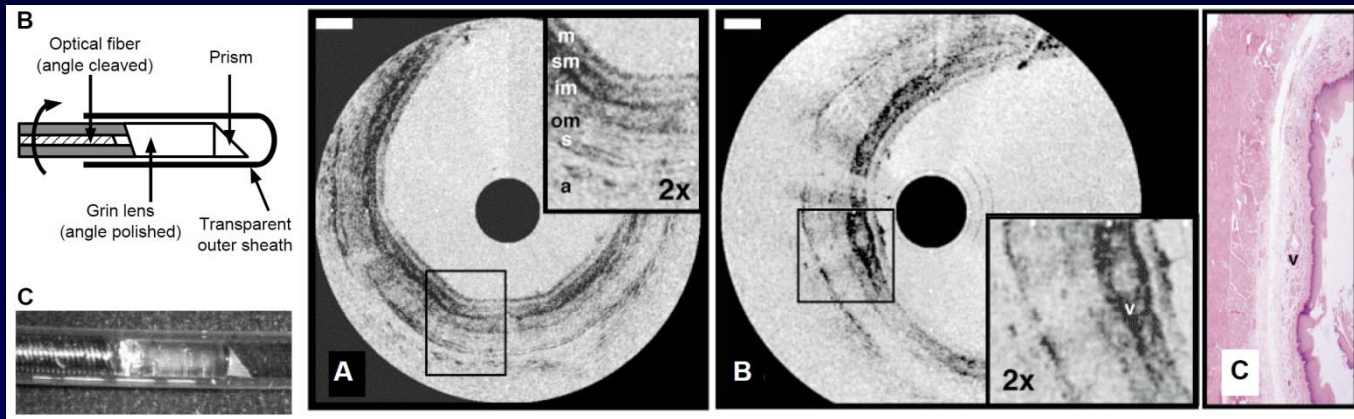 B
Optical fiber
(angle cleaved)
Prism
Grin lens
(angle polished)
Transparent
outer sheath
C
m
sm
im
om
s
a
2x
A
v
2x
B
v
C